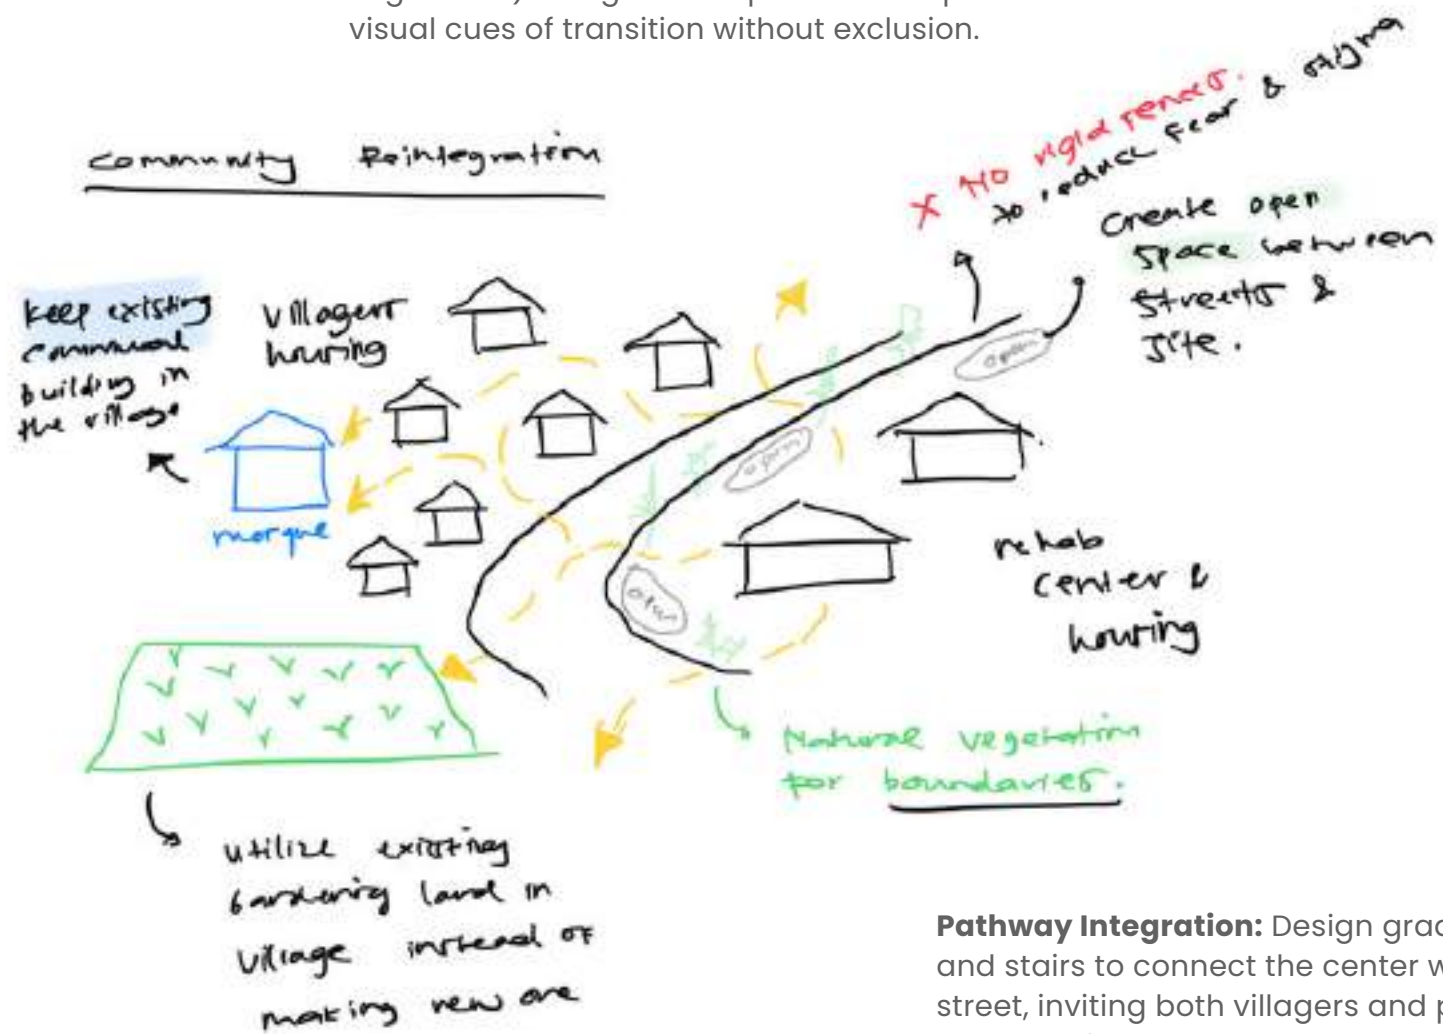 visual cues of transition without exclusion.
Community Reintegration
X NO rigid fences.
to reduce fear & stigma
Create open
space between
streets &
site.
keep existing
communal
building in
the village
villagers
housing
morque
open
open
open
rehab
center &
housing
Natural vegetation
for boundaries.
utilize existing
gardening land in
village instead of
making new one
Pathway Integration: Design
and stairs to connect the center
street, inviting both villagers and